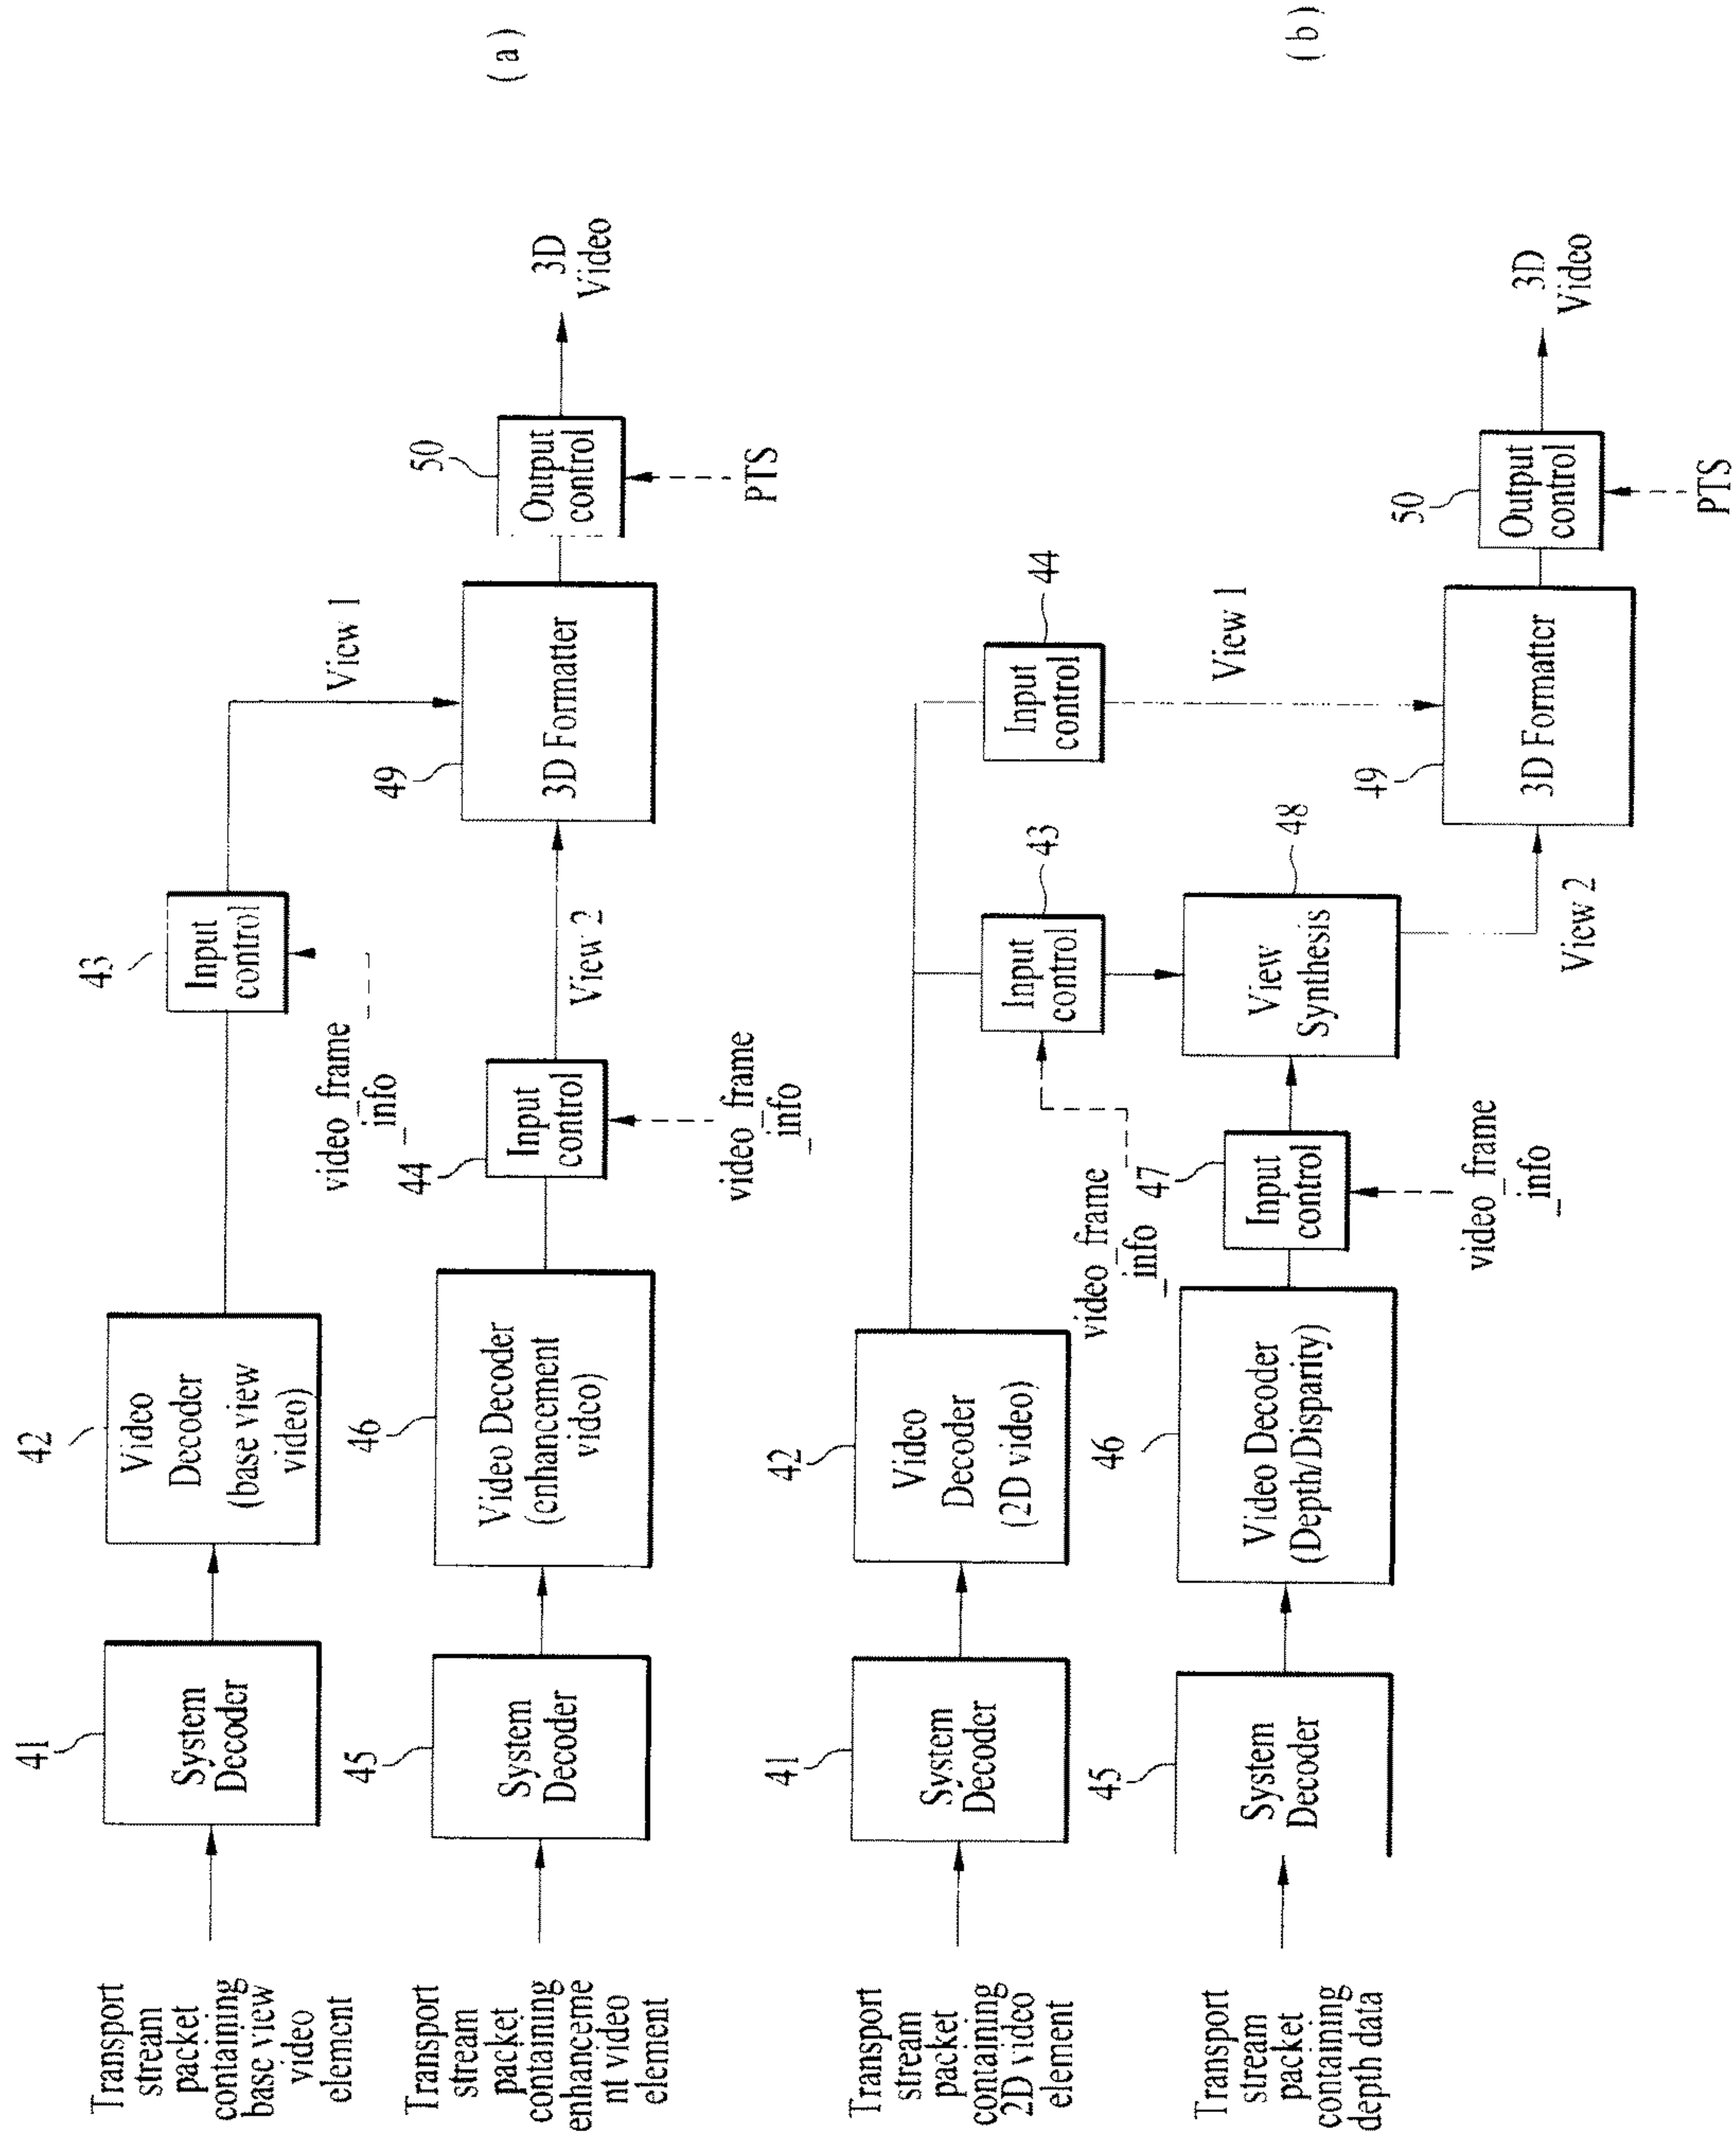 Transport
stream
packet
containing
base view
video
element
41
System
Decoder
42
Video
Decoder
(base view
video)
43
Input
control
video_frame
_info
View 1
Transport
stream
packet
containing
enhanceme
nt video
element
45
System
Decoder
46
Video Decoder
(enhancement
video)
44
Input
control
video_frame
_info
View 2
49
3D Formatter
50
Output
control
PTS
3D
Video
(a)
Transport
stream
packet
containing
2D video
element
41
System
Decoder
42
Video
Decoder
(2D video)
video_frame
_info
43
Input
control
44
Input
control
View 1
Transport
stream
packet
containing
depth data
45
System
Decoder
46
Video Decoder
(Depth/Disparity)
47
Input
control
video_frame
_info
48
View
Synthesis
View 2
49
3D Formatter
50
Output
control
PTS
3D
Video
(b)